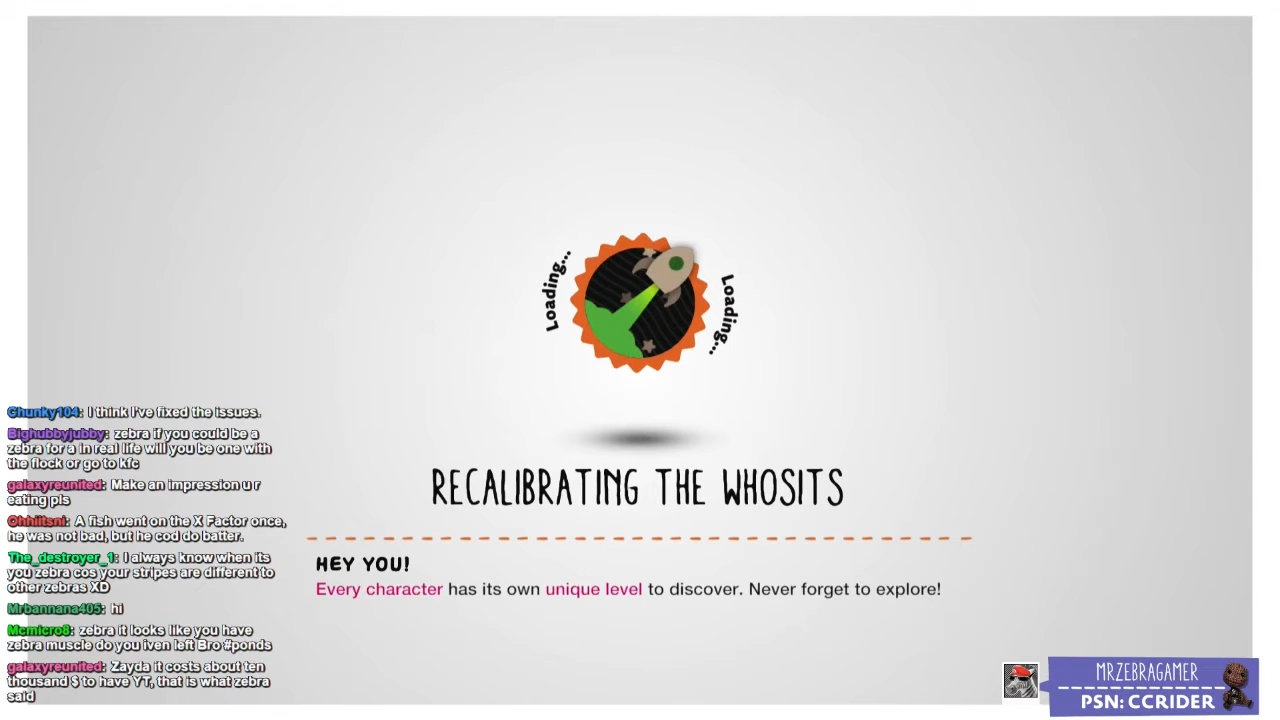 Loading...
Loading...
RECALIBRATING THE WHOSITS
HEY YOU!
Every character has its own unique level to discover. Never forget to explore!
Chunky104: I think I've fixed the issues.
Bighubbyjubby: zebra if you could be a
zebra for a in real life will you be one with
the flock or go to kfc
galaxyreunited: Make an impression u r
eating pls
Ohhiitsni: A fish went on the X Factor once,
he was not bad, but he cod do batter.
The_destroyer_1: I always know when its
you zebra cos your stripes are different to
other zebras XD
Mrbannana405: hi
Mcmicro8: zebra it looks like you have
zebra muscle do you iven left Bro #ponds
galaxyreunited: Zayda it costs about ten
thousand $ to have YT, that is what zebra
said
MRZEBRAGAMER
PSN: CCRIDER